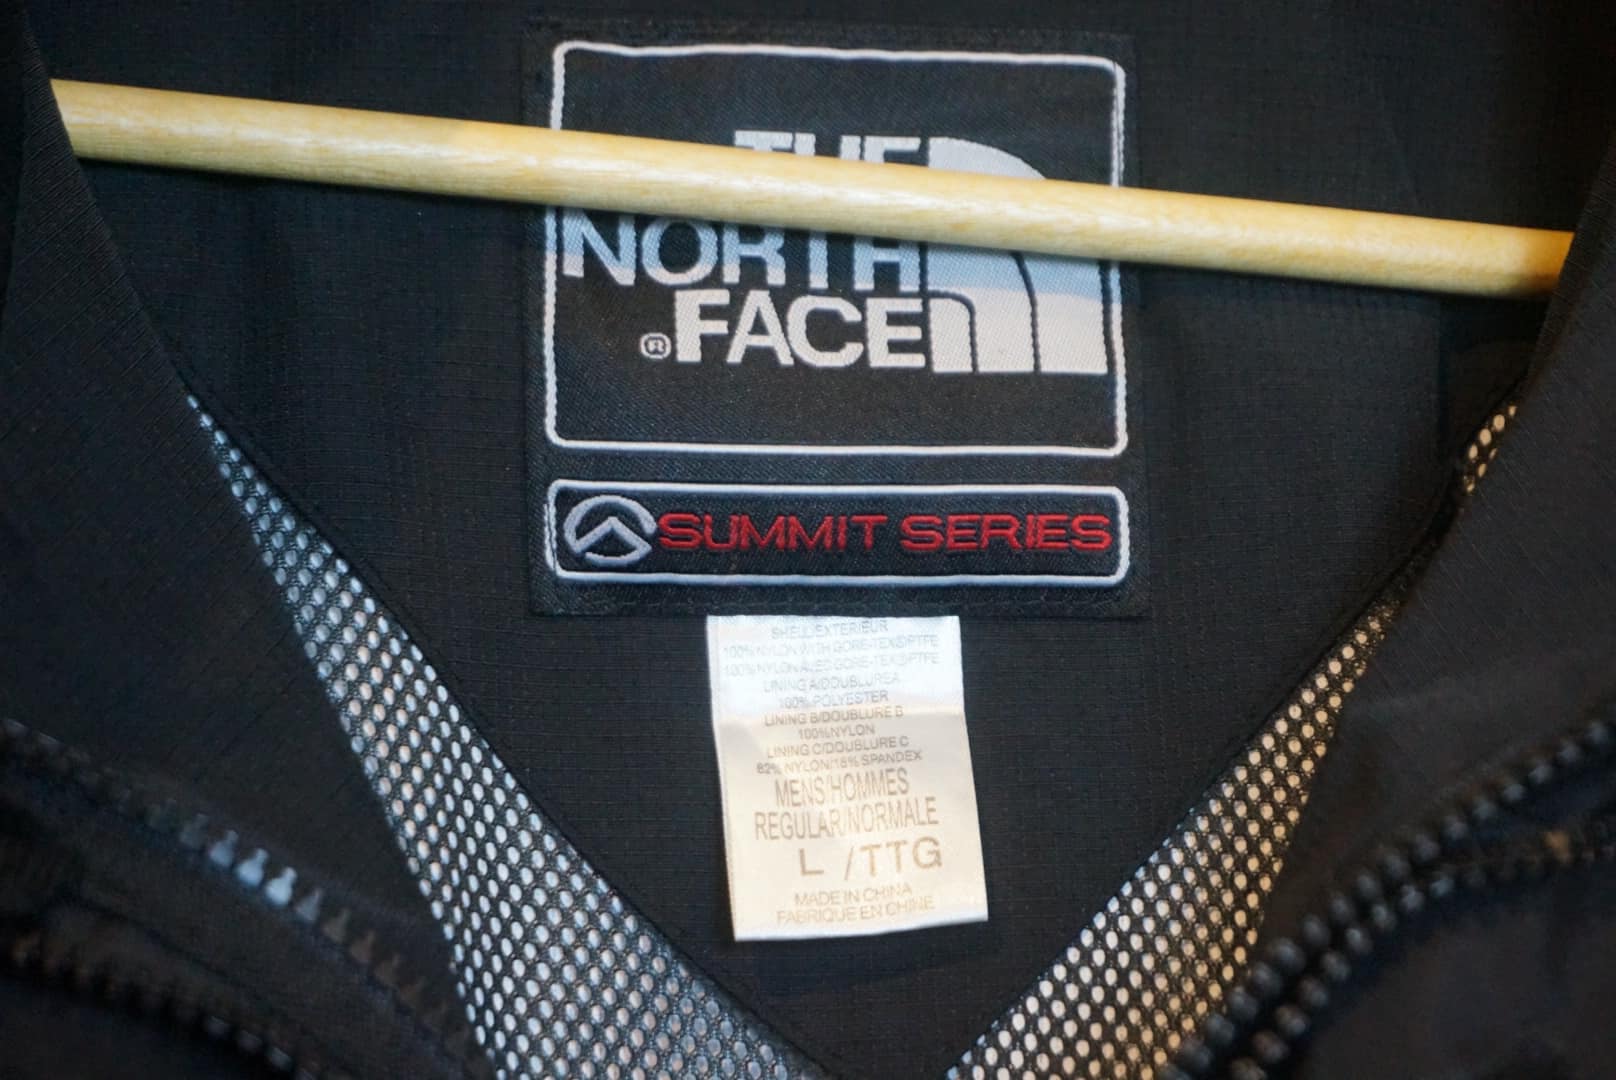 THE
NORTH
®FACE
SUMMIT SERIES
SHELL/EXTERIEUR
100% NYLON WITH GORE-TEX®PTFE
100% NYLON AVEC GORE-TEX®PTFE
LINING A/DOUBLUREA
100% POLYESTER
LINING B/DOUBLURE B
100%NYLON
LINING C/DOUBLURE C
82% NYLON/18% SPANDEX
MENS/HOMMES
REGULAR/NORMALE
L /TTG
MADE IN CHINA
FABRIQUE EN CHINE